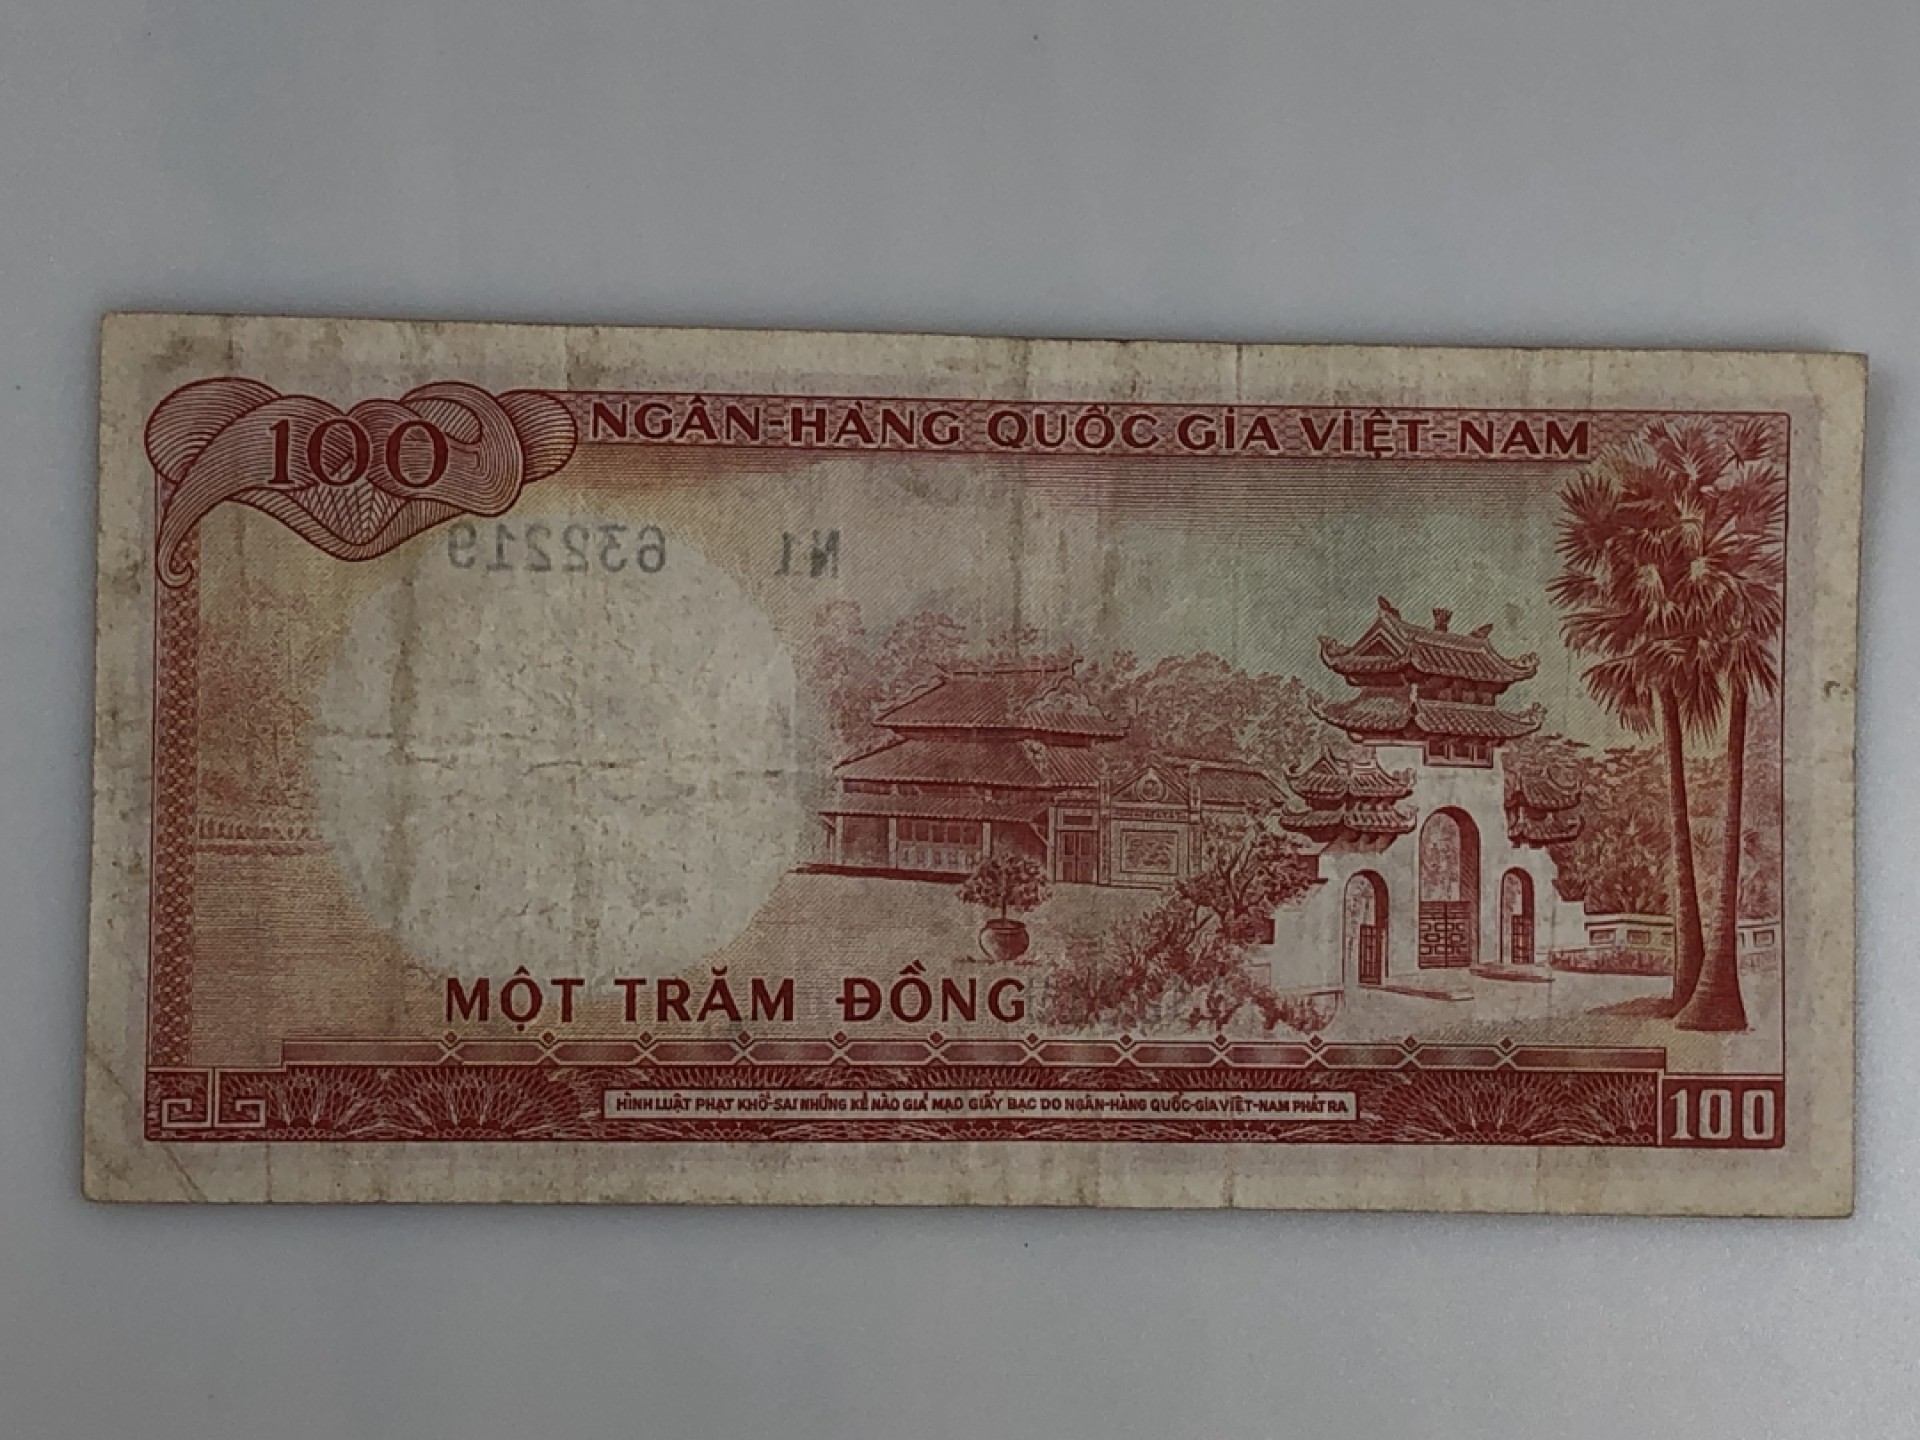 100
NGÂN-HÀNG QUỐC GIA VIỆT-NAM
N1 632219
MỘT TRĂM ĐỒNG
HÌNH LUẬT PHẠT KHỔ-SAI NHỮNG KẺ NÀO GIẢ MẠO GIẤY BẠC DO NGÂN-HÀNG QUỐC-GIA VIỆT-NAM PHÁT RA
100